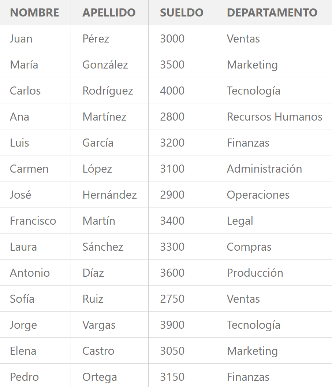 NOMBRE APELLIDO SUELDO DEPARTAMENTO
Juan Pérez 3000 Ventas
María González 3500 Marketing
Carlos Rodríguez 4000 Tecnología
Ana Martínez 2800 Recursos Humanos
Luis García 3200 Finanzas
Carmen López 3100 Administración
José Hernández 2900 Operaciones
Francisco Martín 3400 Legal
Laura Sánchez 3300 Compras
Antonio Díaz 3600 Producción
Sofía Ruiz 2750 Ventas
Jorge Vargas 3900 Tecnología
Elena Castro 3050 Marketing
Pedro Ortega 3150 Finanzas